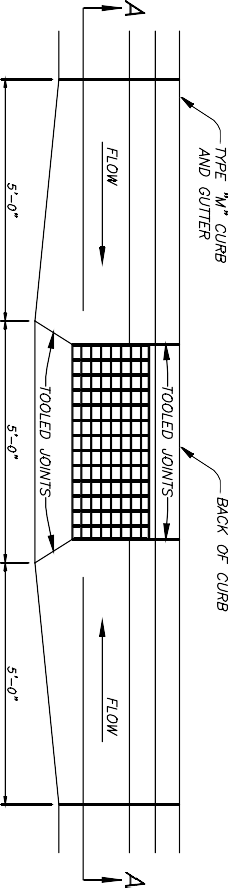 A
A
TYPE "M" CURB
AND GUTTER
BACK OF CURB
FLOW
TOOLED JOINTS
FLOW
TOOLED JOINTS
5'-0"
5'-0"
5'-0"